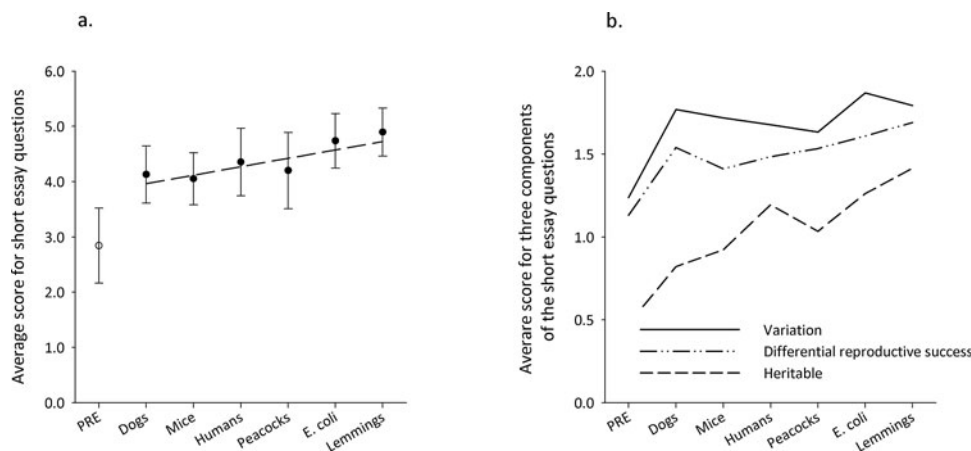 a.
Average score for short essay questions
6.0
5.0
4.0
3.0
2.0
1.0
0.0
PRE
Dogs
Mice
Humans
Peacocks
E. coli
Lemmings
b.
Averare score for three components
of the short essay questions
2.0
1.5
1.0
0.5
0.0
Variation
Differential reproductive success
Heritable
PRE
Dogs
Mice
Humans
Peacocks
E. coli
Lemmings